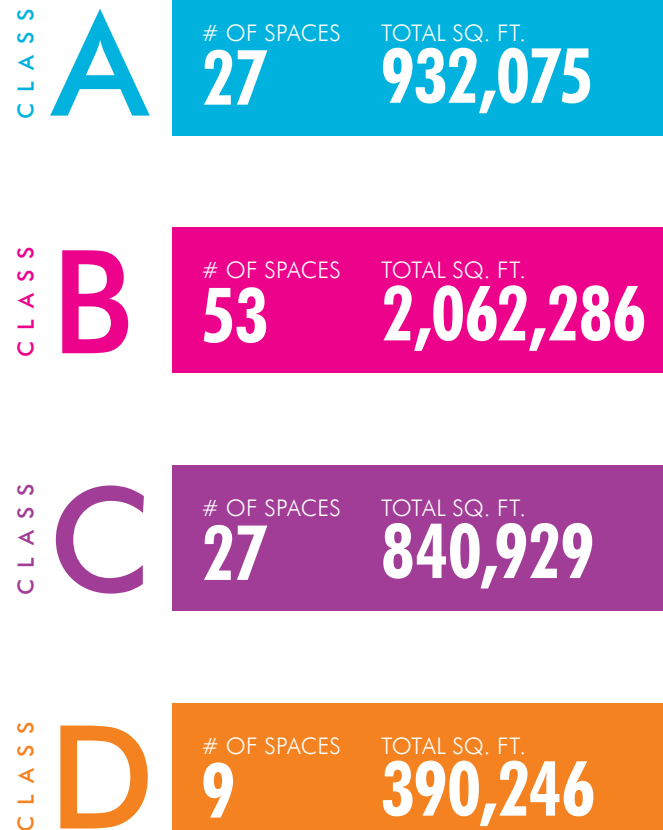 CLASS A
# OF SPACES TOTAL SQ. FT.
27 932,075
CLASS B
# OF SPACES TOTAL SQ. FT.
53 2,062,286
CLASS C
# OF SPACES TOTAL SQ. FT.
27 840,929
CLASS D
# OF SPACES TOTAL SQ. FT.
9 390,246